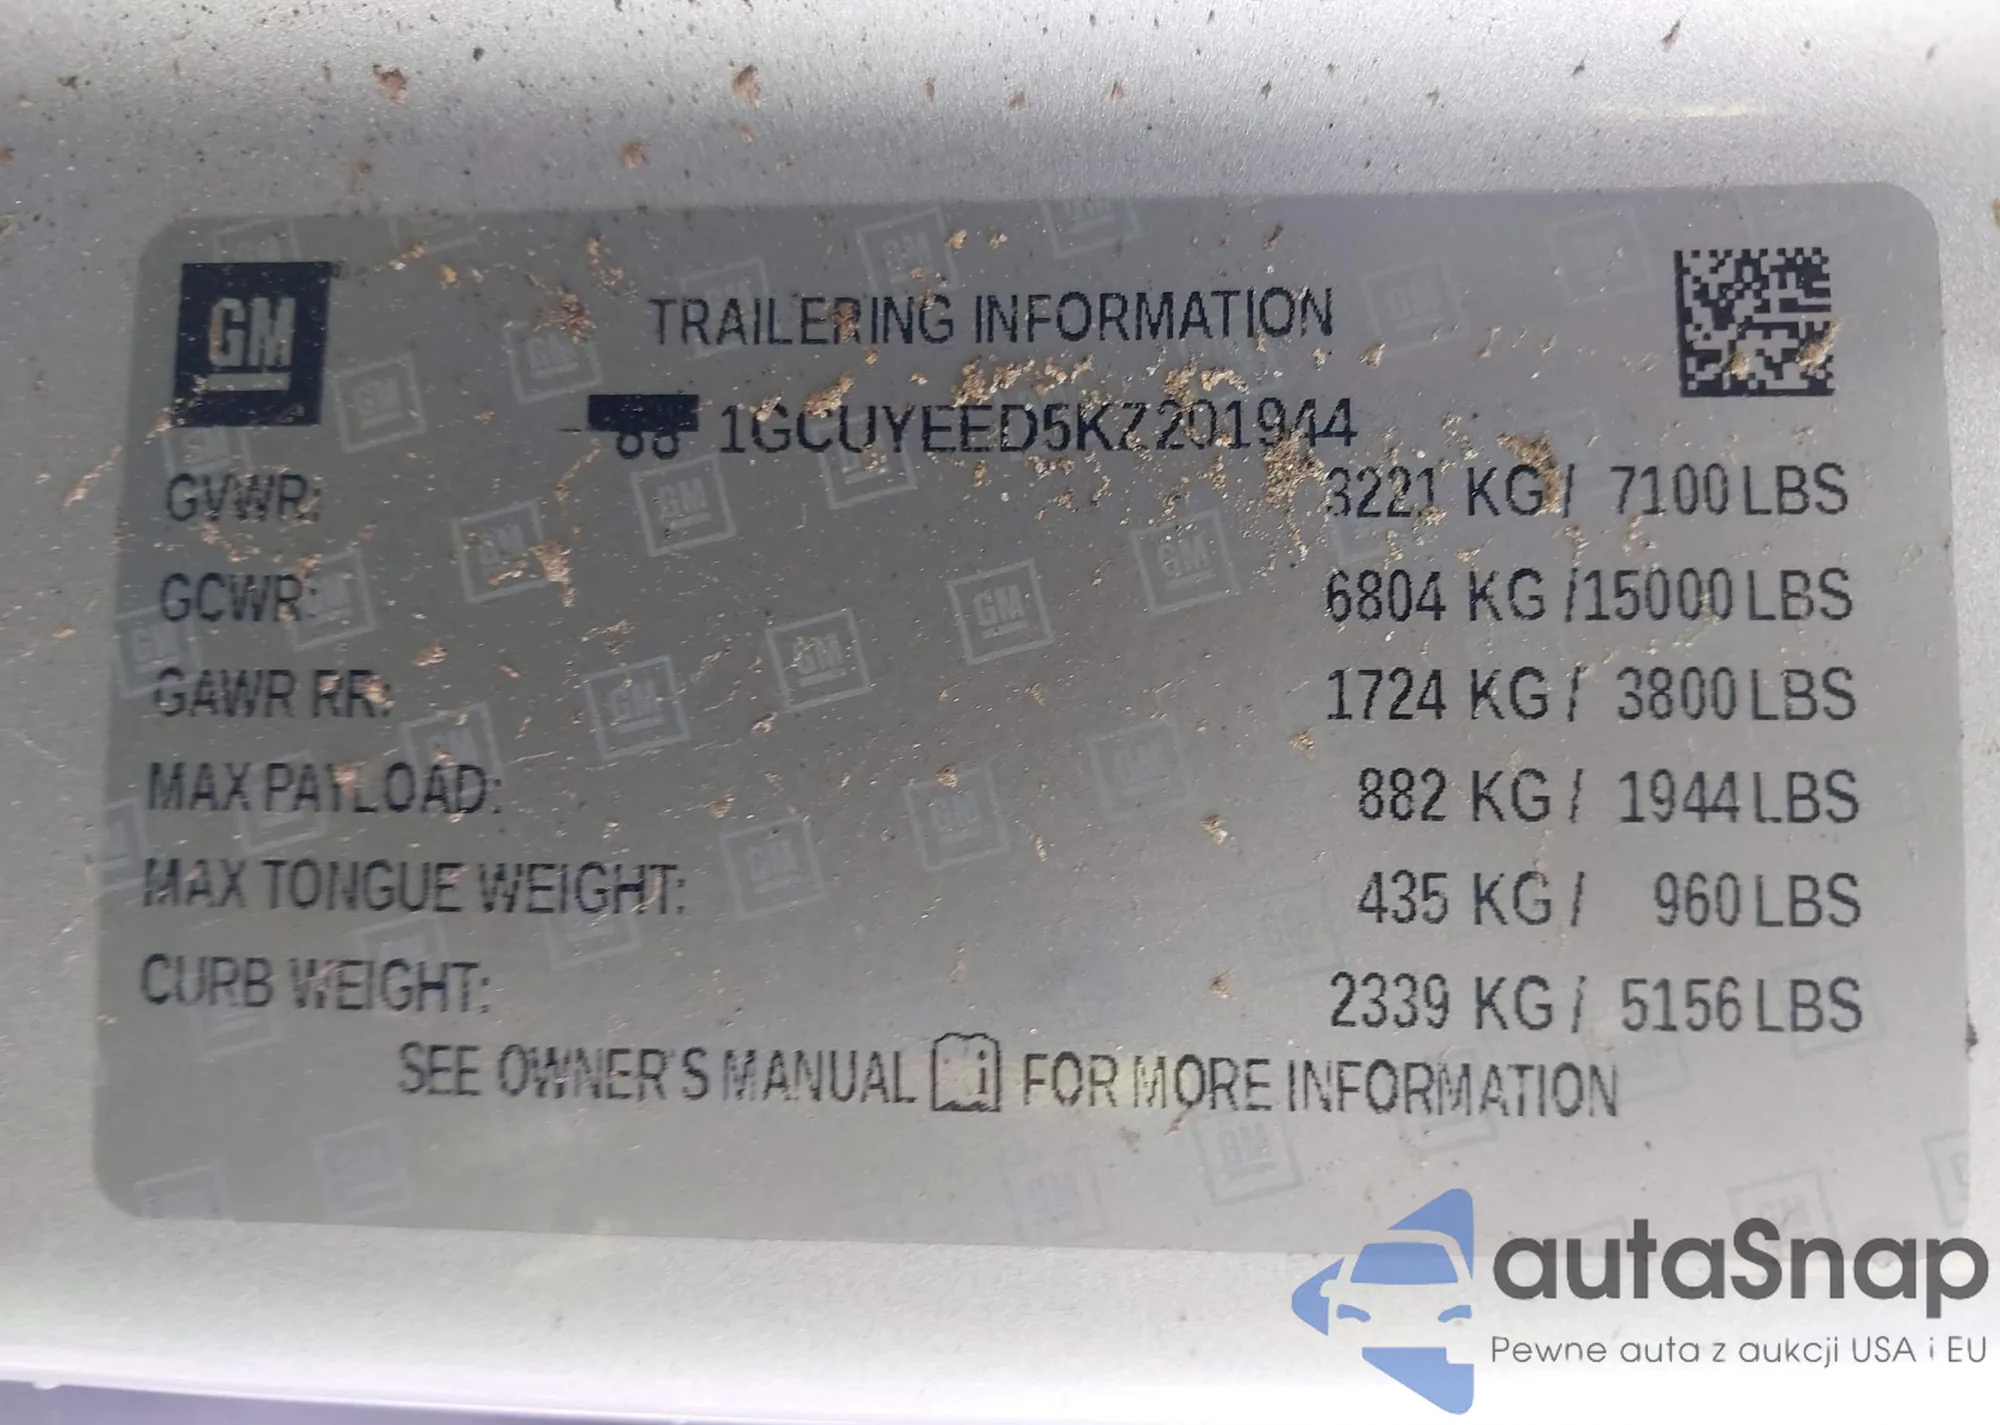 GM
TRAILERING INFORMATION
1GCUYEED5KZ201944
GVWR: 3221 KG / 7100 LBS
GCWR: 6804 KG /15000 LBS
GAWR RR: 1724 KG / 3800 LBS
MAX PAYLOAD: 882 KG / 1944 LBS
MAX TONGUE WEIGHT: 435 KG / 960 LBS
CURB WEIGHT: 2339 KG / 5156 LBS
SEE OWNER'S MANUAL i FOR MORE INFORMATION
autaSnap
Pewne auta z aukcji USA i EU